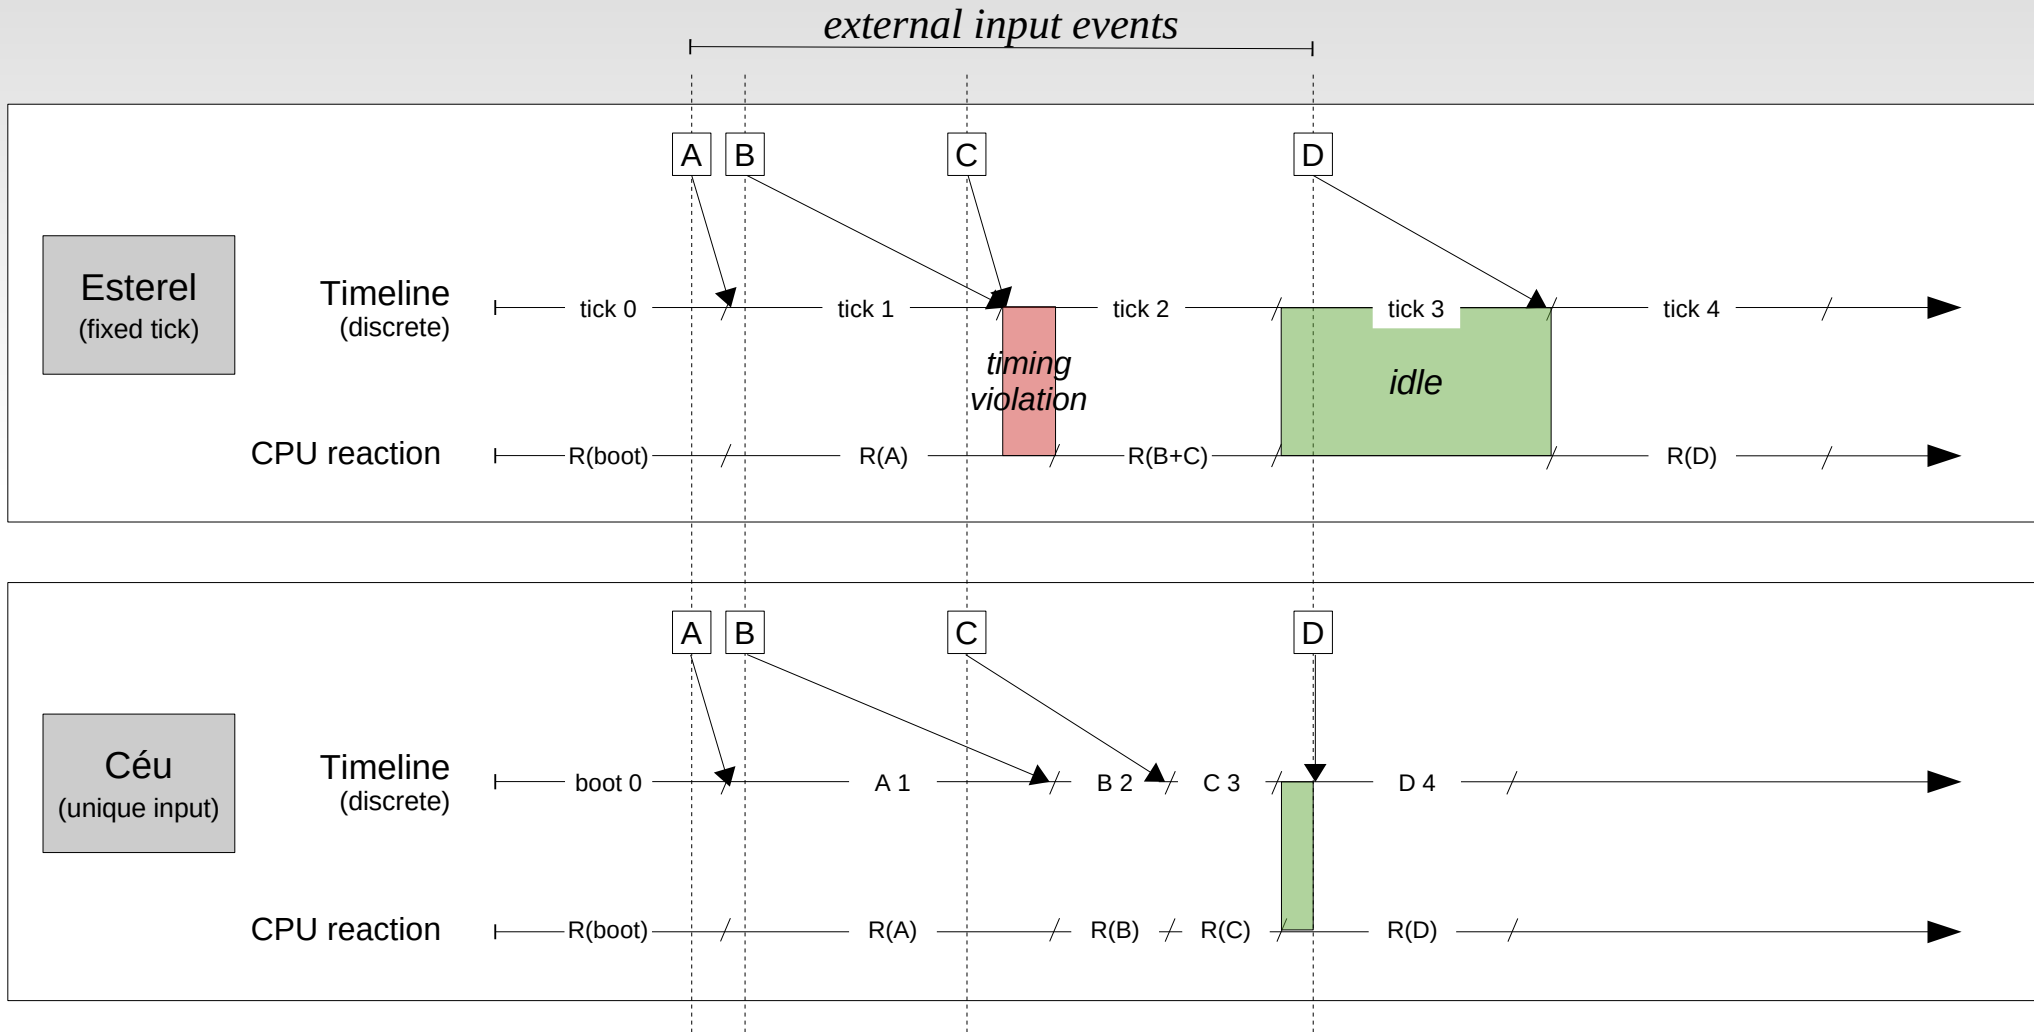 external input events
A B C D
Esterel
(fixed tick)
Timeline
(discrete)
tick 0 tick 1 tick 2 tick 3 tick 4
timing
violation
idle
CPU reaction
R(boot) R(A) R(B+C) R(D)
A B C D
Céu
(unique input)
Timeline
(discrete)
boot 0 A 1 B 2 C 3 D 4
CPU reaction
R(boot) R(A) R(B) R(C) R(D)